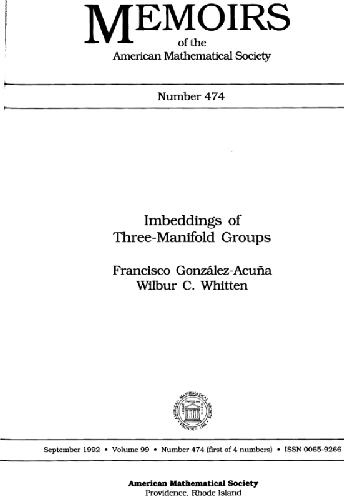 MEMOIRS
of the
American Mathematical Society
Number 474
Imbeddings of
Three-Manifold Groups
Francisco González-Acuña
Wilbur C. Whitten
September 1992 • Volume 99 • Number 474 (first of 4 numbers) • ISSN 0065-9266
American Mathematical Society
Providence, Rhode Island